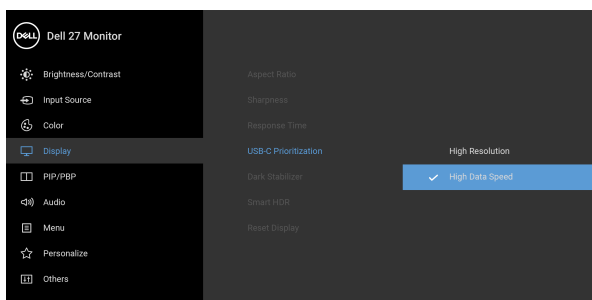 DELL Dell 27 Monitor
Brightness/Contrast
Input Source
Color
Display
PIP/PBP
Audio
Menu
Personalize
Others
Aspect Ratio
Sharpness
Response Time
USB-C Prioritization
Dark Stabilizer
Smart HDR
Reset Display
High Resolution
High Data Speed